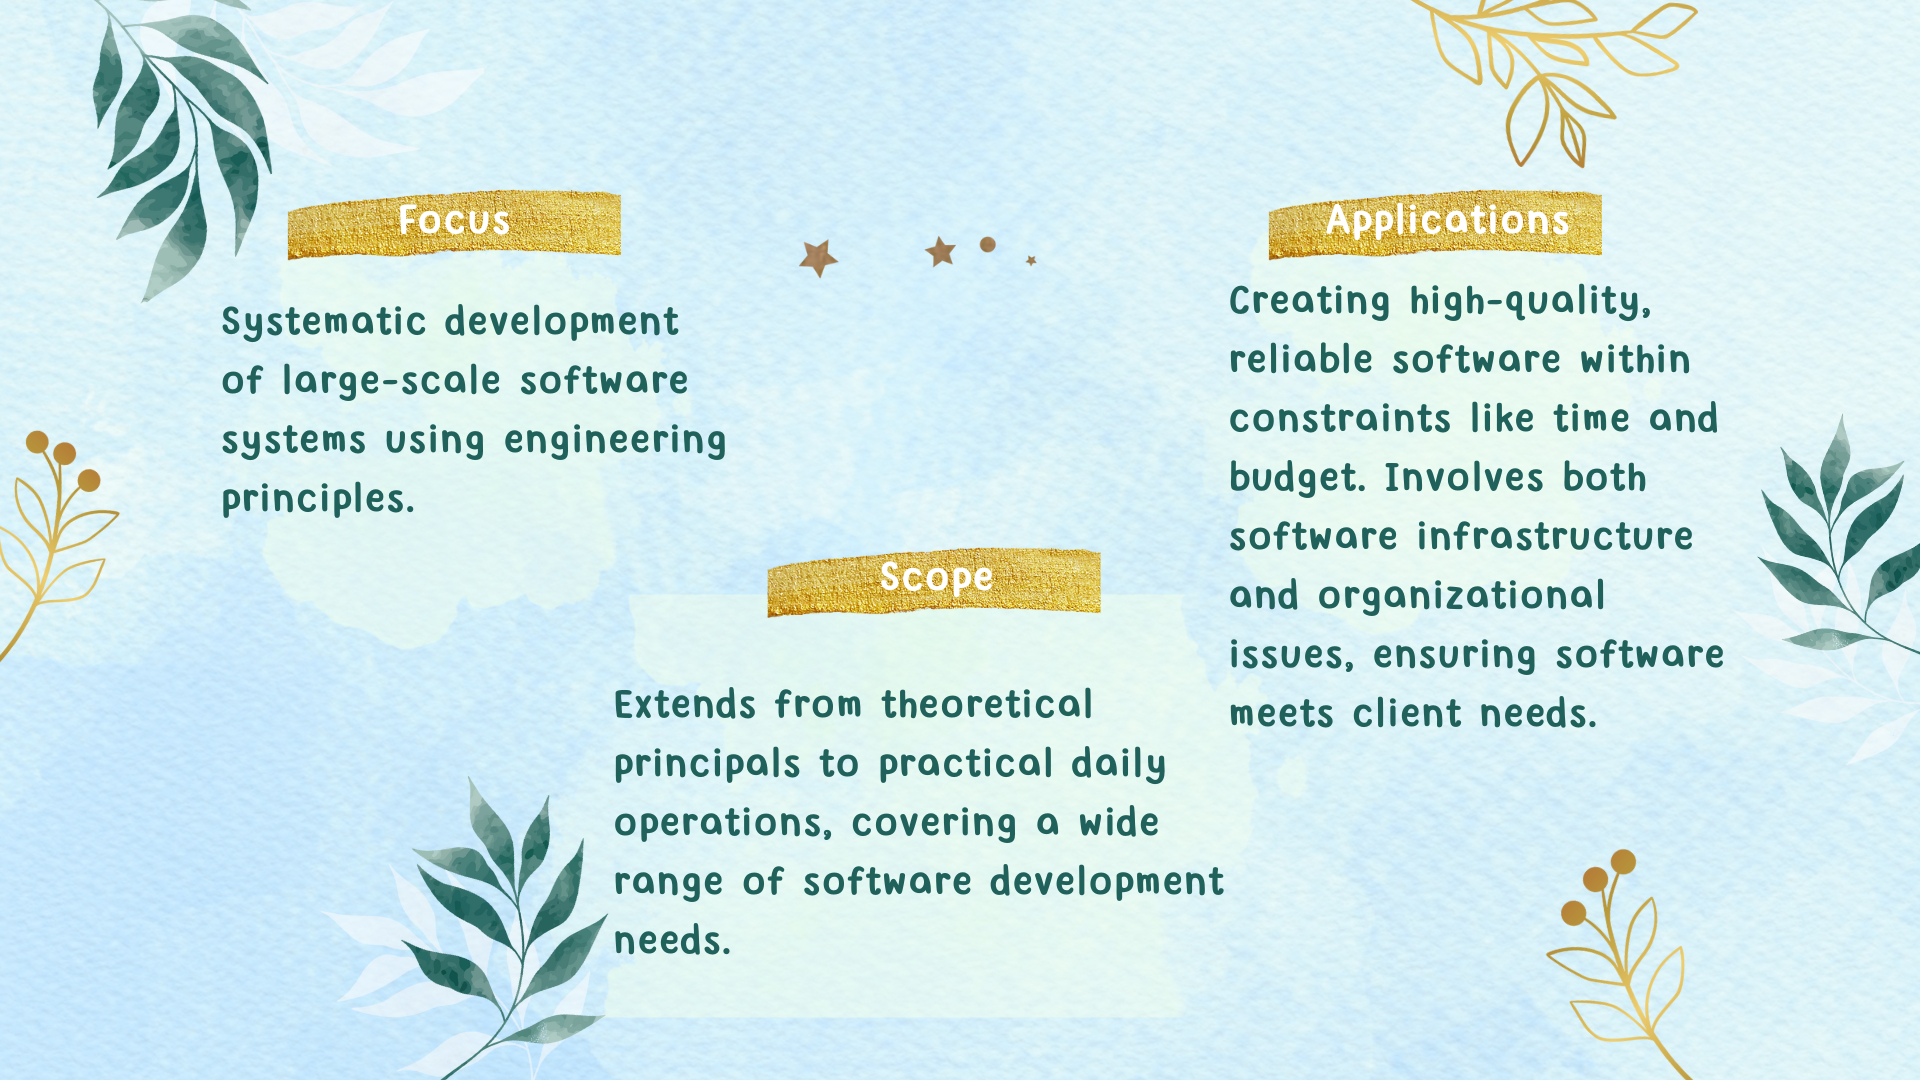 Focus
Systematic development
of large-scale software
systems using engineering
principles.
Scope
Extends from theoretical
principals to practical daily
operations, covering a wide
range of software development
needs.
Applications
Creating high-quality,
reliable software within
constraints like time and
budget. Involves both
software infrastructure
and organizational
issues, ensuring software
meets client needs.